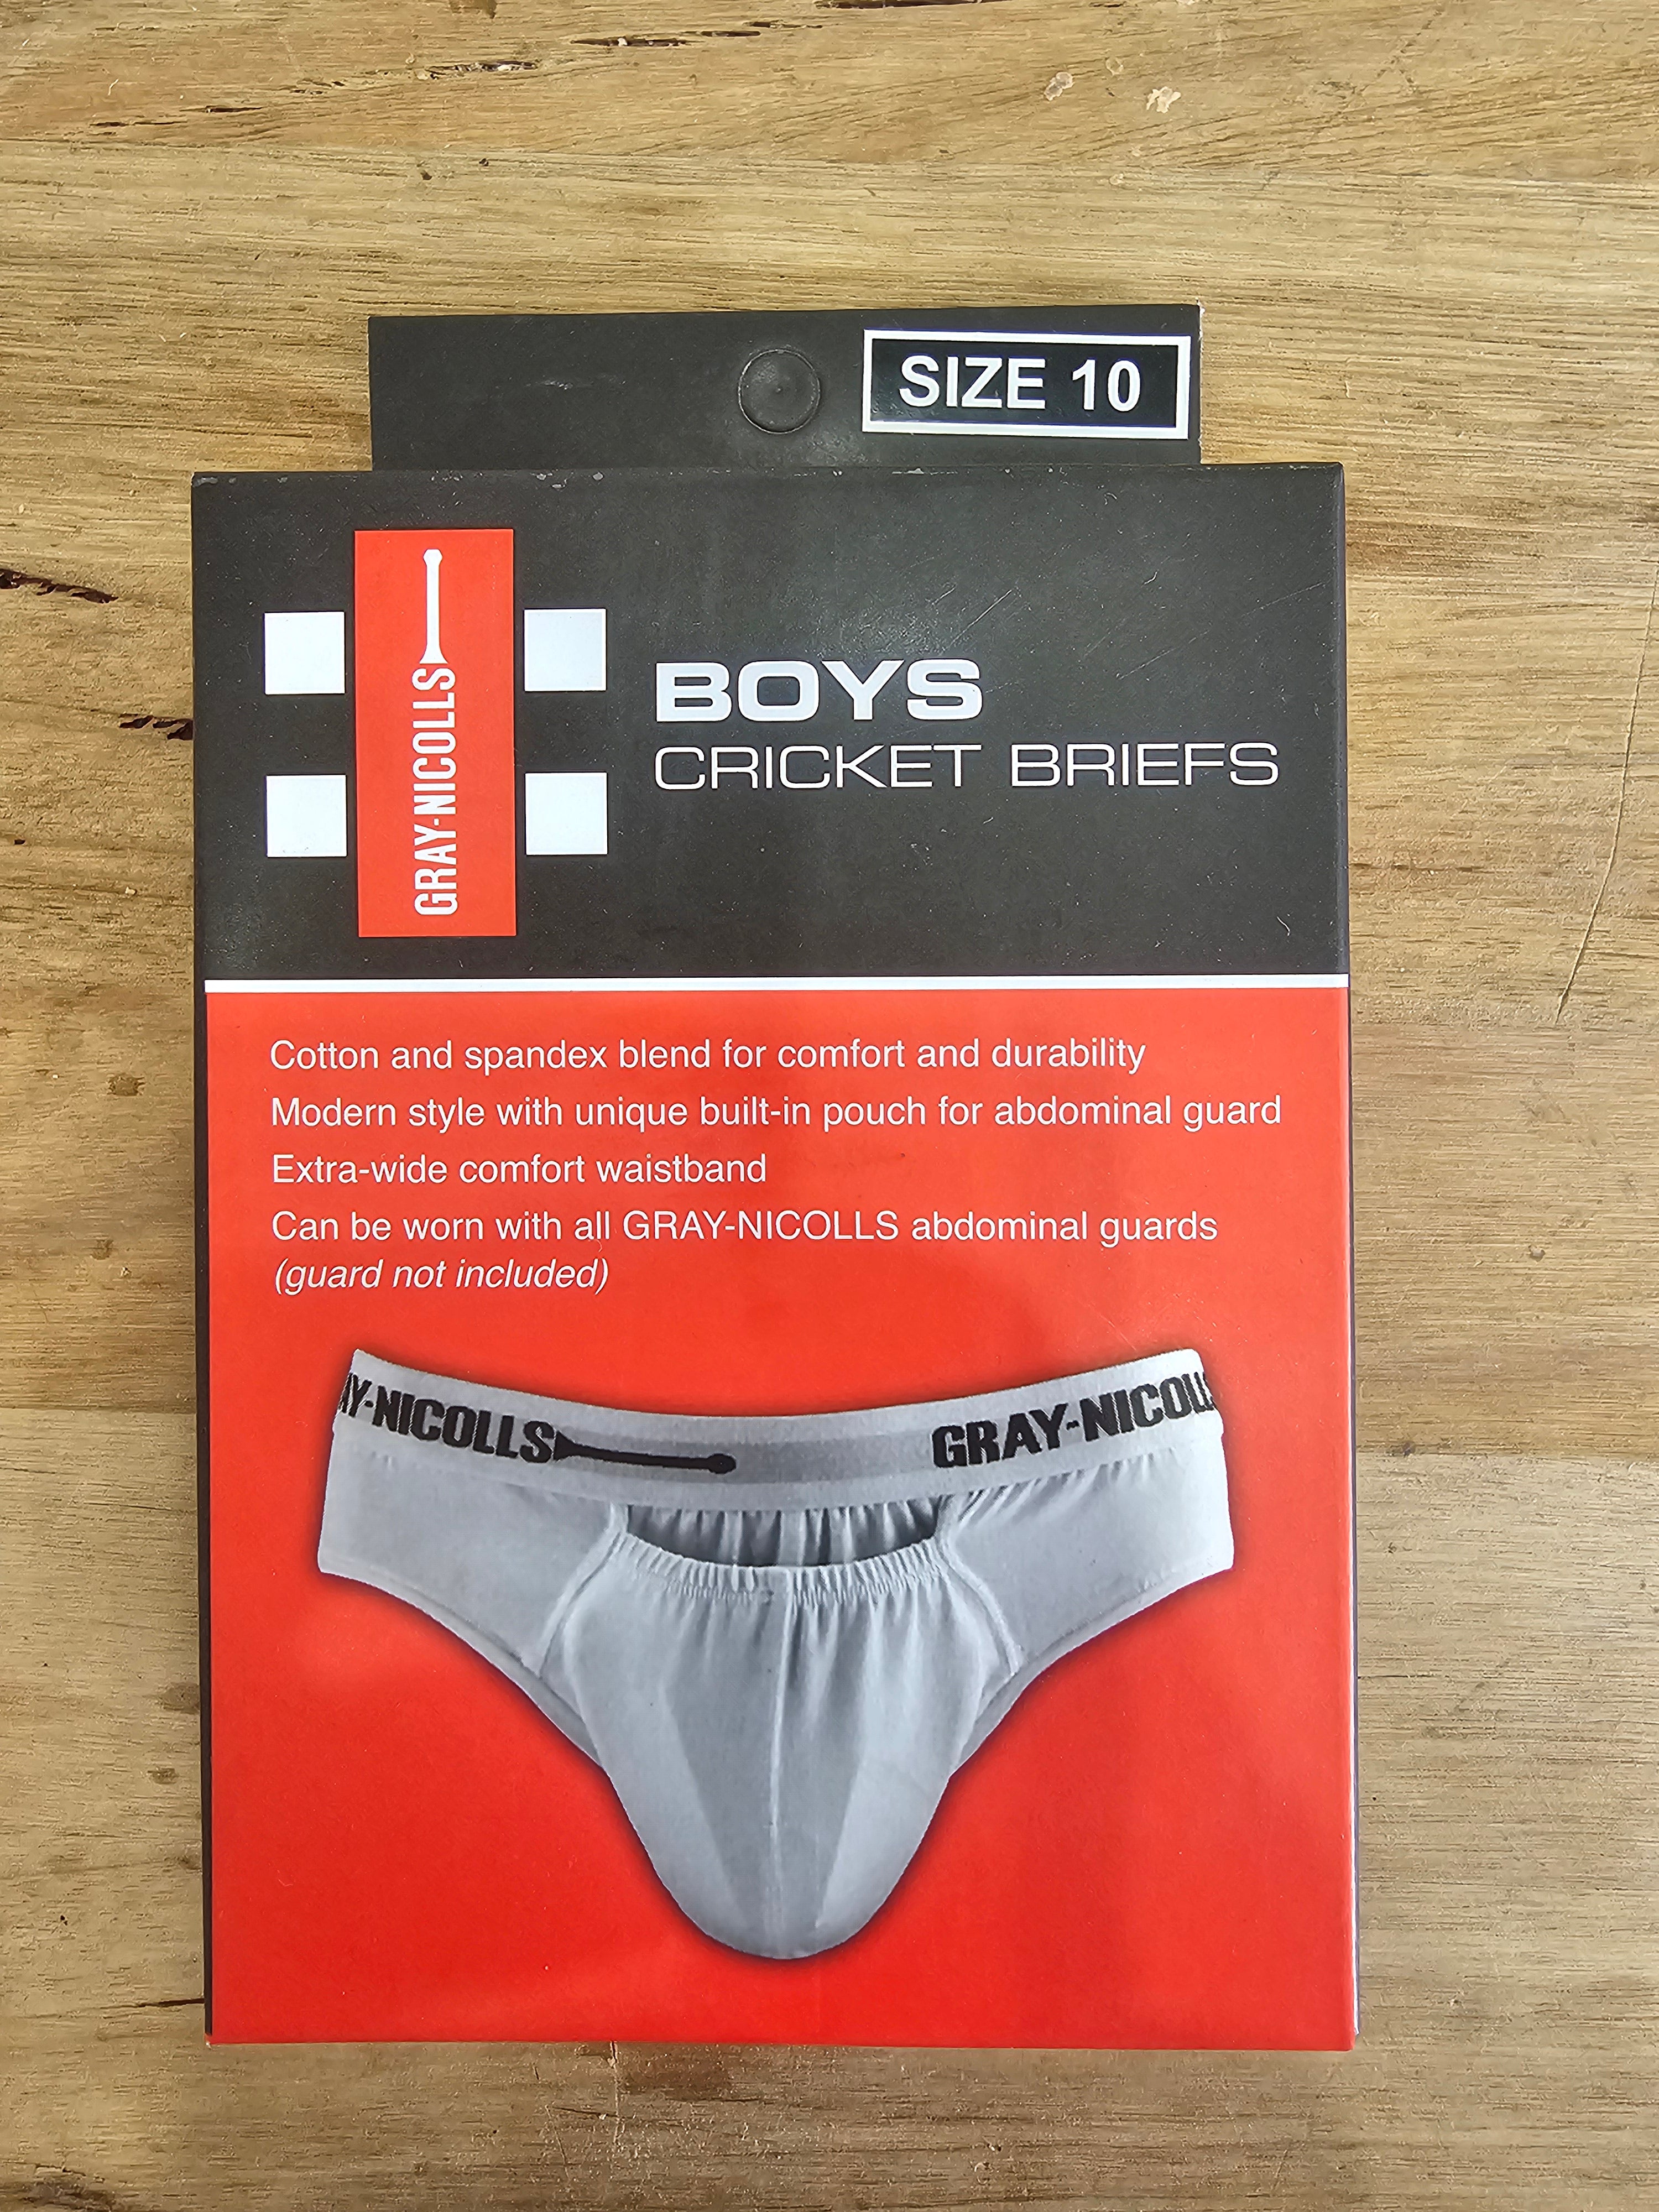 SIZE 10
GRAY-NICOLLS
BOYS
CRICKET BRIEFS
Cotton and spandex blend for comfort and durability
Modern style with unique built-in pouch for abdominal guard
Extra-wide comfort waistband
Can be worn with all GRAY-NICOLLS abdominal guards
(guard not included)
AY-NICOLLS GRAY-NICOLL